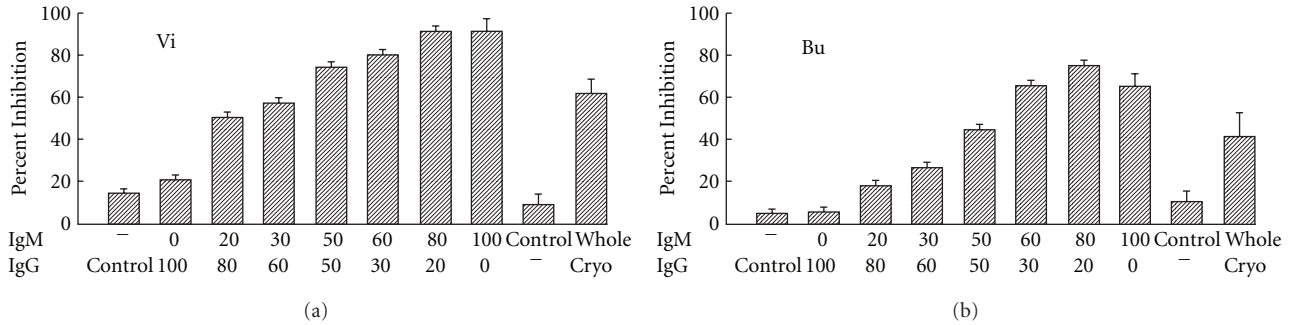 Percent Inhibition
100
80
60
40
20
0
Vi
IgM – 0 20 30 50 60 80 100 Control Whole
IgG Control 100 80 60 50 30 20 0 – Cryo
(a)
Percent Inhibition
100
80
60
40
20
0
Bu
IgM – 0 20 30 50 60 80 100 Control Whole
IgG Control 100 80 60 50 30 20 0 – Cryo
(b)